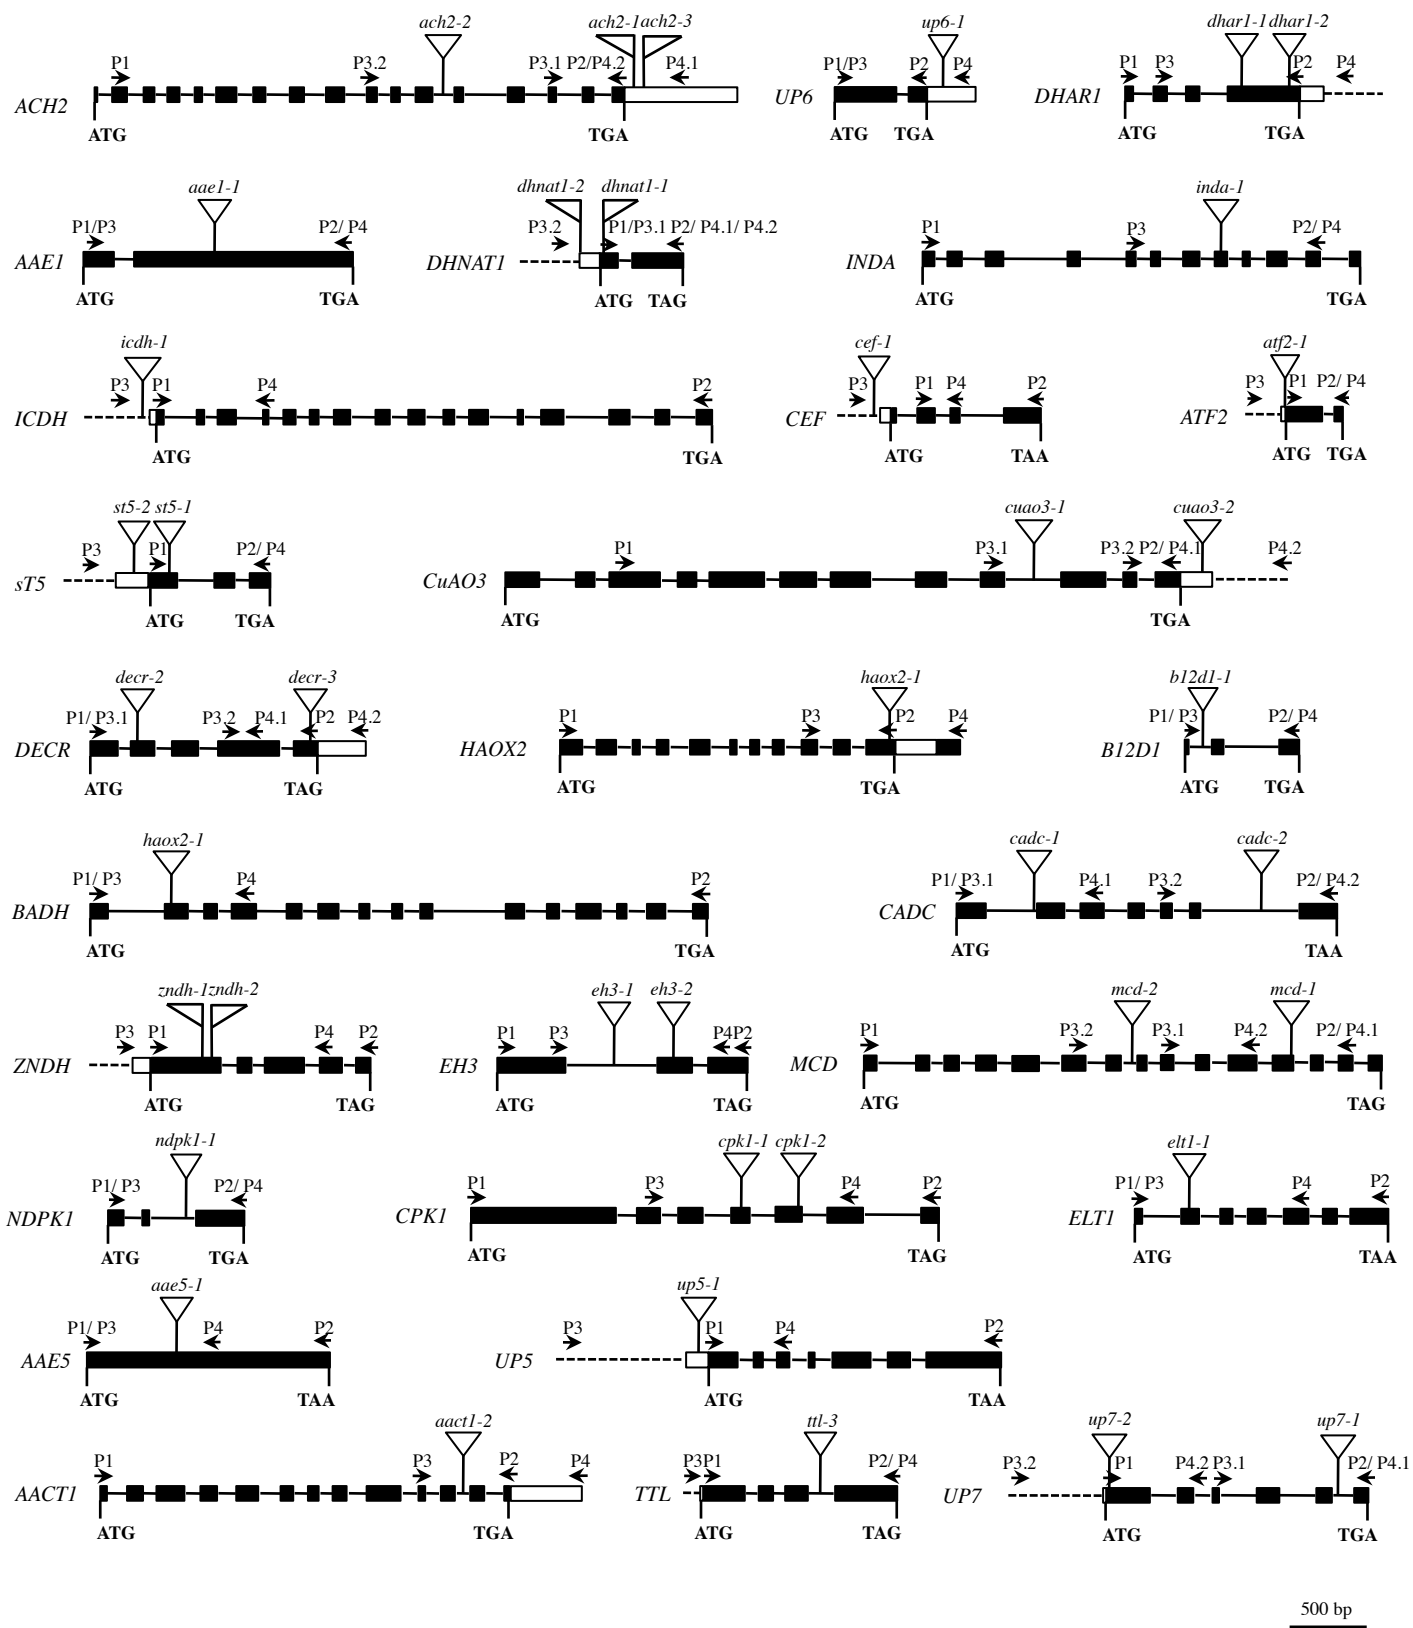 ach2-2 ach2-1 ach2-3 up6-1 dhar1-1 dhar1-2
P1 P3.2 P3.1 P2/P4.2 P4.1 P1/P3 P2 P4 P1 P3 P2 P4
ACH2 UP6 DHAR1
ATG TGA ATG TGA ATG TGA
aae1-1 dhnat1-2 dhnat1-1 inda-1
P1/P3 P2/ P4 P3.2 P1/P3.1 P2/ P4.1/ P4.2 P1 P3 P2/ P4
AAE1 DHNAT1 INDA
ATG TGA ATG TAG ATG TGA
icdh-1 cef-1 atf2-1
P3 P1 P4 P2 P3 P1 P4 P2 P3 P1 P2/ P4
ICDH CEF ATF2
ATG TGA ATG TAA ATG TGA
st5-2 st5-1 cuao3-1 cuao3-2
P3 P1 P2/ P4 P1 P3.1 P3.2 P2/ P4.1 P4.2
sT5 CuAO3
ATG TGA ATG TGA
decr-2 decr-3 haox2-1 b12d1-1
P1/ P3.1 P3.2 P4.1 P2 P4.2 P1 P3 P2 P4 P1/ P3 P2/ P4
DECR HAOX2 B12D1
ATG TAG ATG TGA ATG TGA
haox2-1 cadc-1 cadc-2
P1/ P3 P4 P2 P1/ P3.1 P4.1 P3.2 P2/ P4.2
BADH CADC
ATG TGA ATG TAA
zndh-1 zndh-2 eh3-1 eh3-2 mcd-2 mcd-1
P3 P1 P4 P2 P1 P3 P4 P2 P1 P3.2 P3.1 P4.2 P2/ P4.1
ZNDH EH3 MCD
ATG TAG ATG TAG ATG TAG
ndpk1-1 cpk1-1 cpk1-2 elt1-1
P1/ P3 P2/ P4 P1 P3 P4 P2 P1/ P3 P4 P2
NDPK1 CPK1 ELT1
ATG TGA ATG TAG ATG TAA
aae5-1 up5-1
P1/ P3 P4 P2 P3 P1 P4 P2
AAE5 UP5
ATG TAA ATG TAA
aact1-2 ttl-3 up7-2 up7-1
P1 P3 P2 P4 P3 P1 P2/ P4 P3.2 P1 P4.2 P3.1 P2/ P4.1
AACT1 TTL UP7
ATG TGA ATG TAG ATG TGA
500 bp